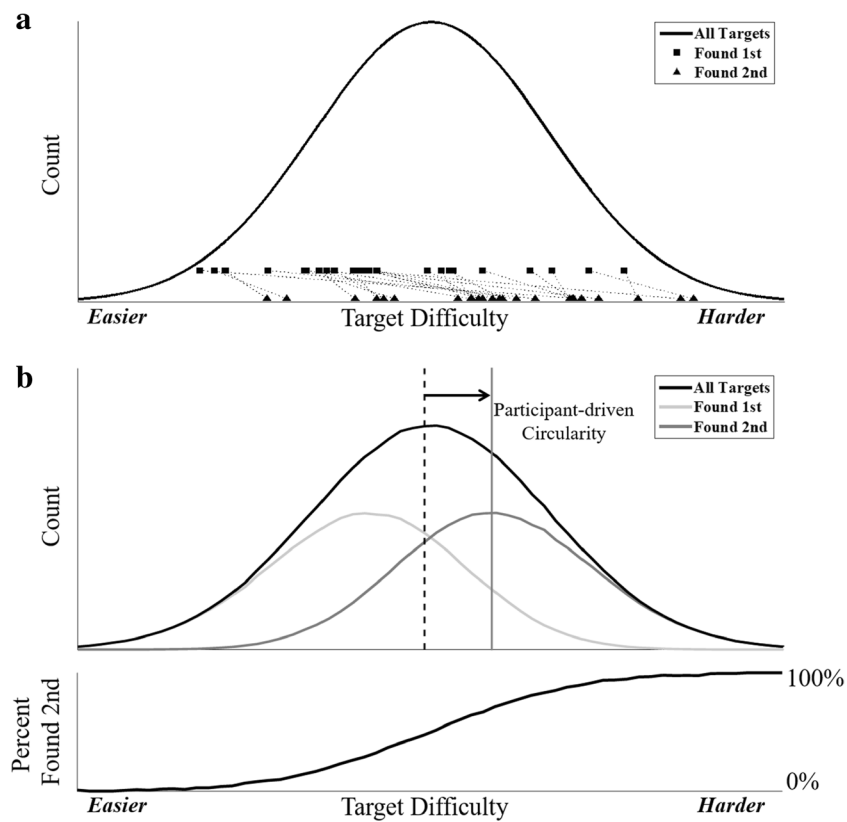 a
All Targets
Found 1st
Found 2nd
Count
Easier
Target Difficulty
Harder
b
All Targets
Found 1st
Found 2nd
Participant-driven
Circularity
Count
Percent
Found 2nd
100%
0%
Easier
Target Difficulty
Harder